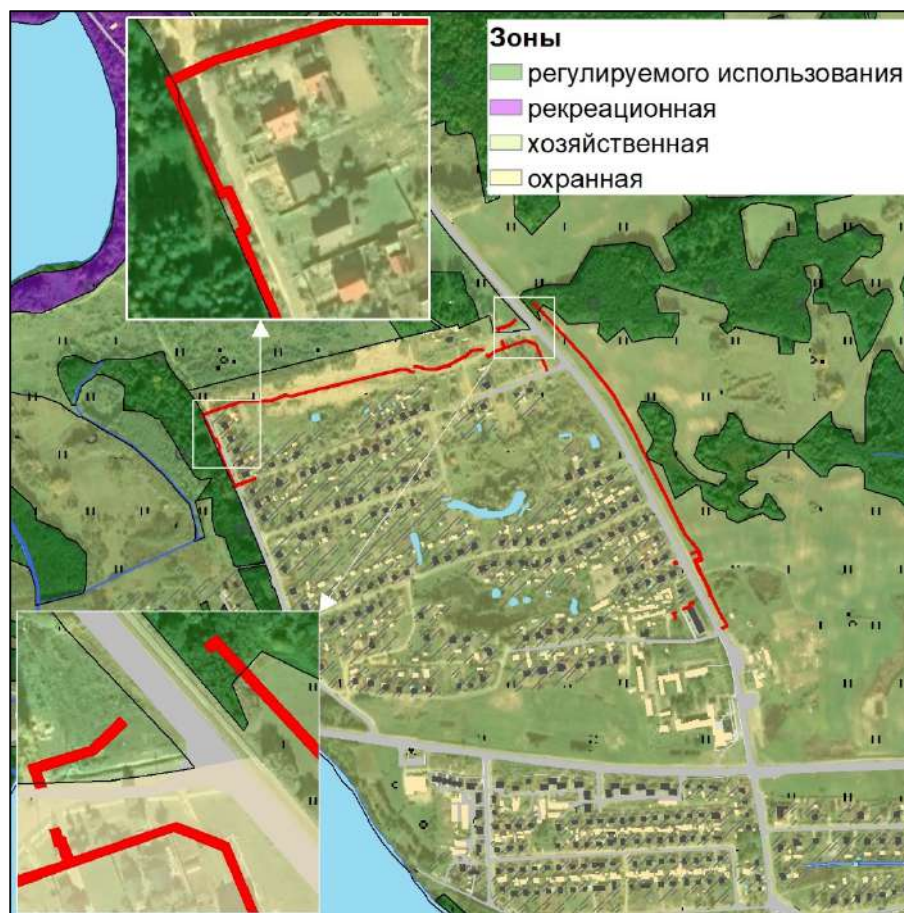 Зоны
регулируемого использования
рекреационная
хозяйственная
охранная